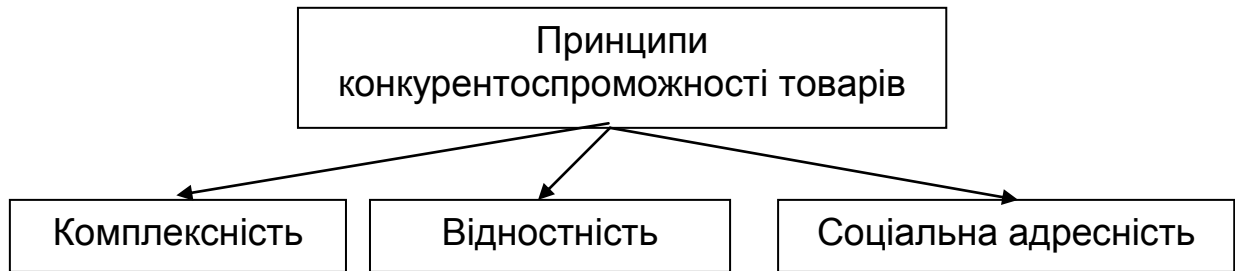 Принципи
конкурентоспроможності товарів
Комплексність
Відностність
Соціальна адресність